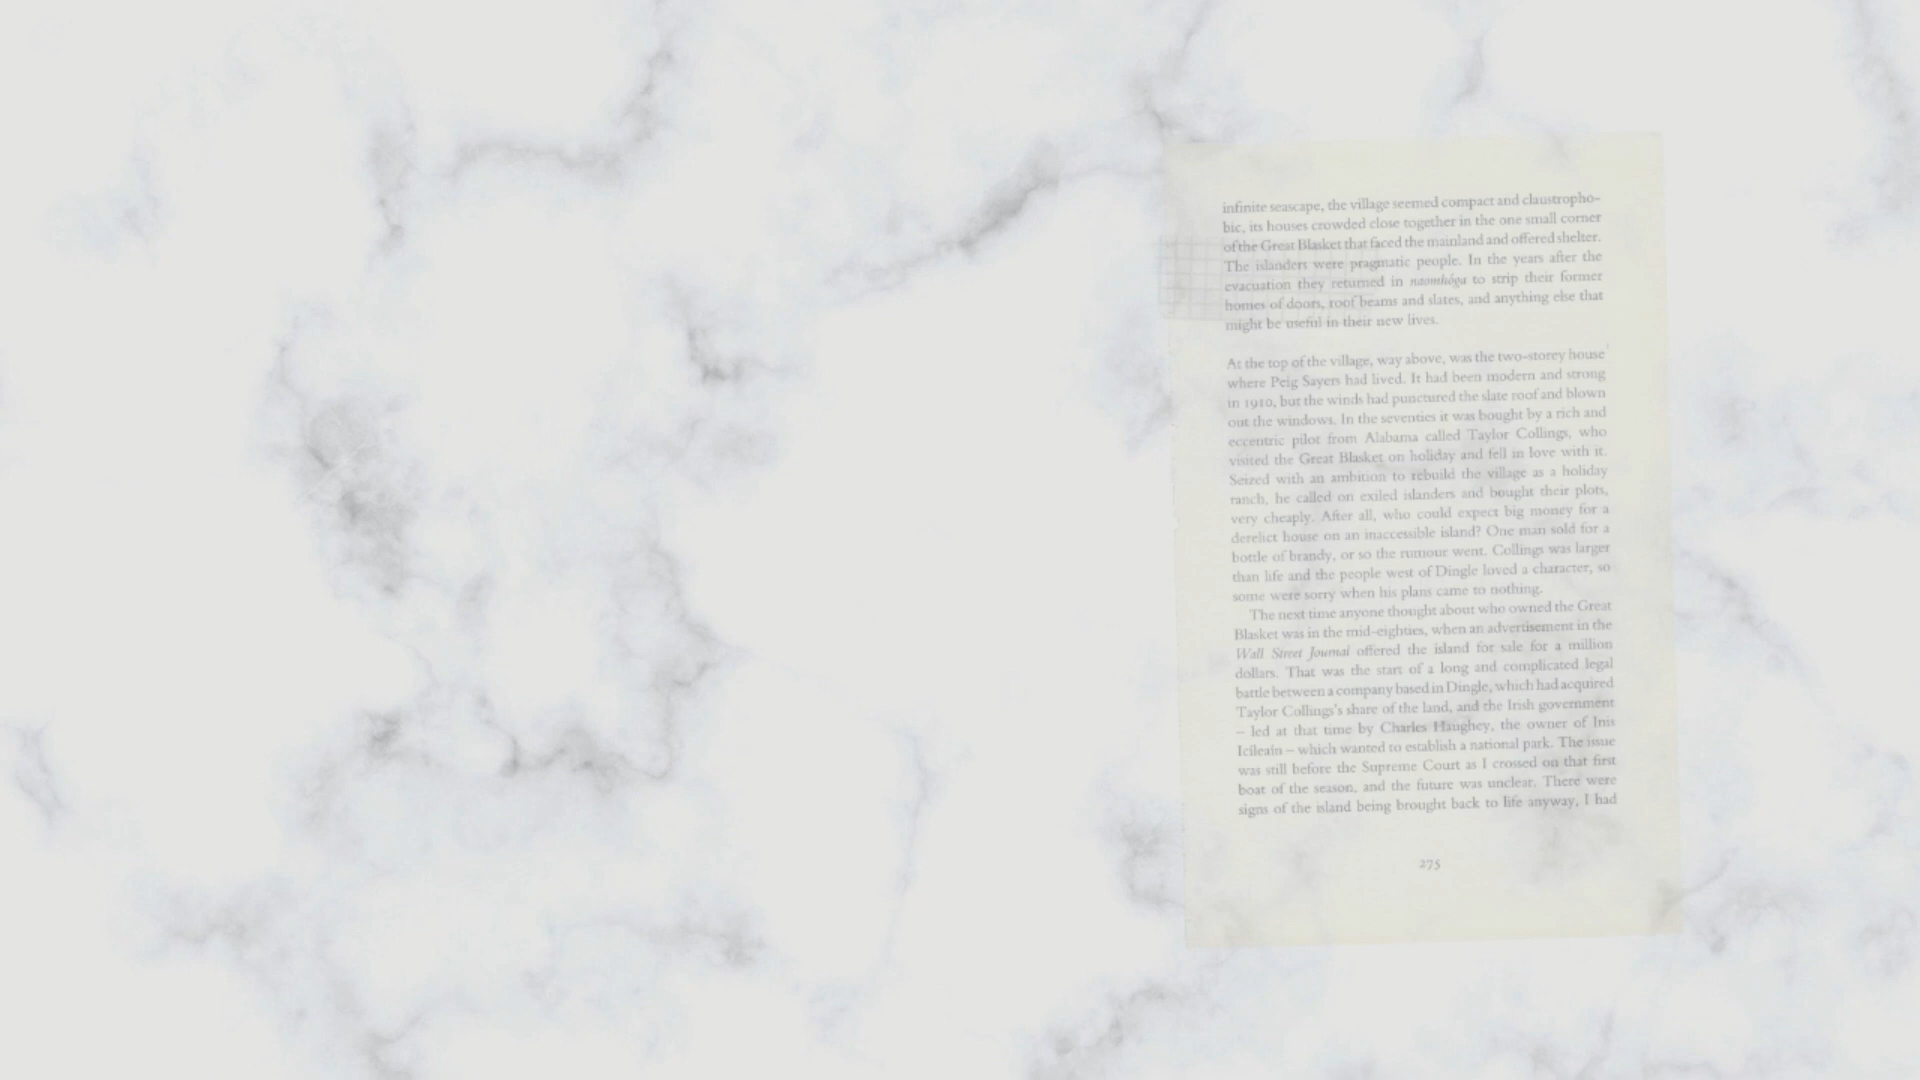 infinite seascape, the village seemed compact and claustropho-
bic, its houses crowded close together in the one small corner
of the Great Blasket that faced the mainland and offered shelter.
The islanders were pragmatic people. In the years after the
evacuation they returned in naomhóga to strip their former
homes of doors, roof beams and slates, and anything else that
might be useful in their new lives.
At the top of the village, way above, was the two-storey house
where Peig Sayers had lived. It had been modern and strong
in 1910, but the winds had punctured the slate roof and blown
out the windows. In the seventies it was bought by a rich and
eccentric pilot from Alabama called Taylor Collings, who
visited the Great Blasket on holiday and fell in love with it.
Seized with an ambition to rebuild the village as a holiday
ranch, he called on exiled islanders and bought their plots,
very cheaply. After all, who could expect big money for a
derelict house on an inaccessible island? One man sold for a
bottle of brandy, or so the rumour went. Collings was larger
than life and the people west of Dingle loved a character, so
some were sorry when his plans came to nothing.
The next time anyone thought about who owned the Great
Blasket was in the mid-eighties, when an advertisement in the
Wall Street Journal offered the island for sale for a million
dollars. That was the start of a long and complicated legal
battle between a company based in Dingle, which had acquired
Taylor Collings's share of the land, and the Irish government
– led at that time by Charles Haughey, the owner of Inis
Icíleaín – which wanted to establish a national park. The issue
was still before the Supreme Court as I crossed on that first
boat of the season, and the future was unclear. There were
signs of the island being brought back to life anyway, I had
275